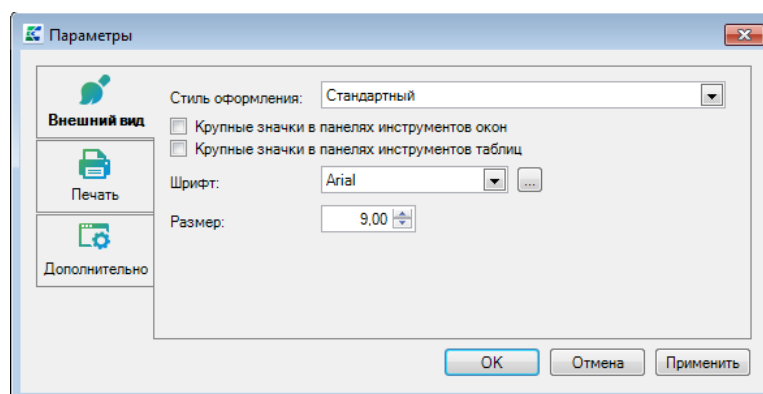 Параметры
Внешний вид
Печать
Дополнительно
Стиль оформления: Стандартный
Крупные значки в панелях инструментов окон
Крупные значки в панелях инструментов таблиц
Шрифт: Arial ...
Размер: 9,00
OK Отмена Применить